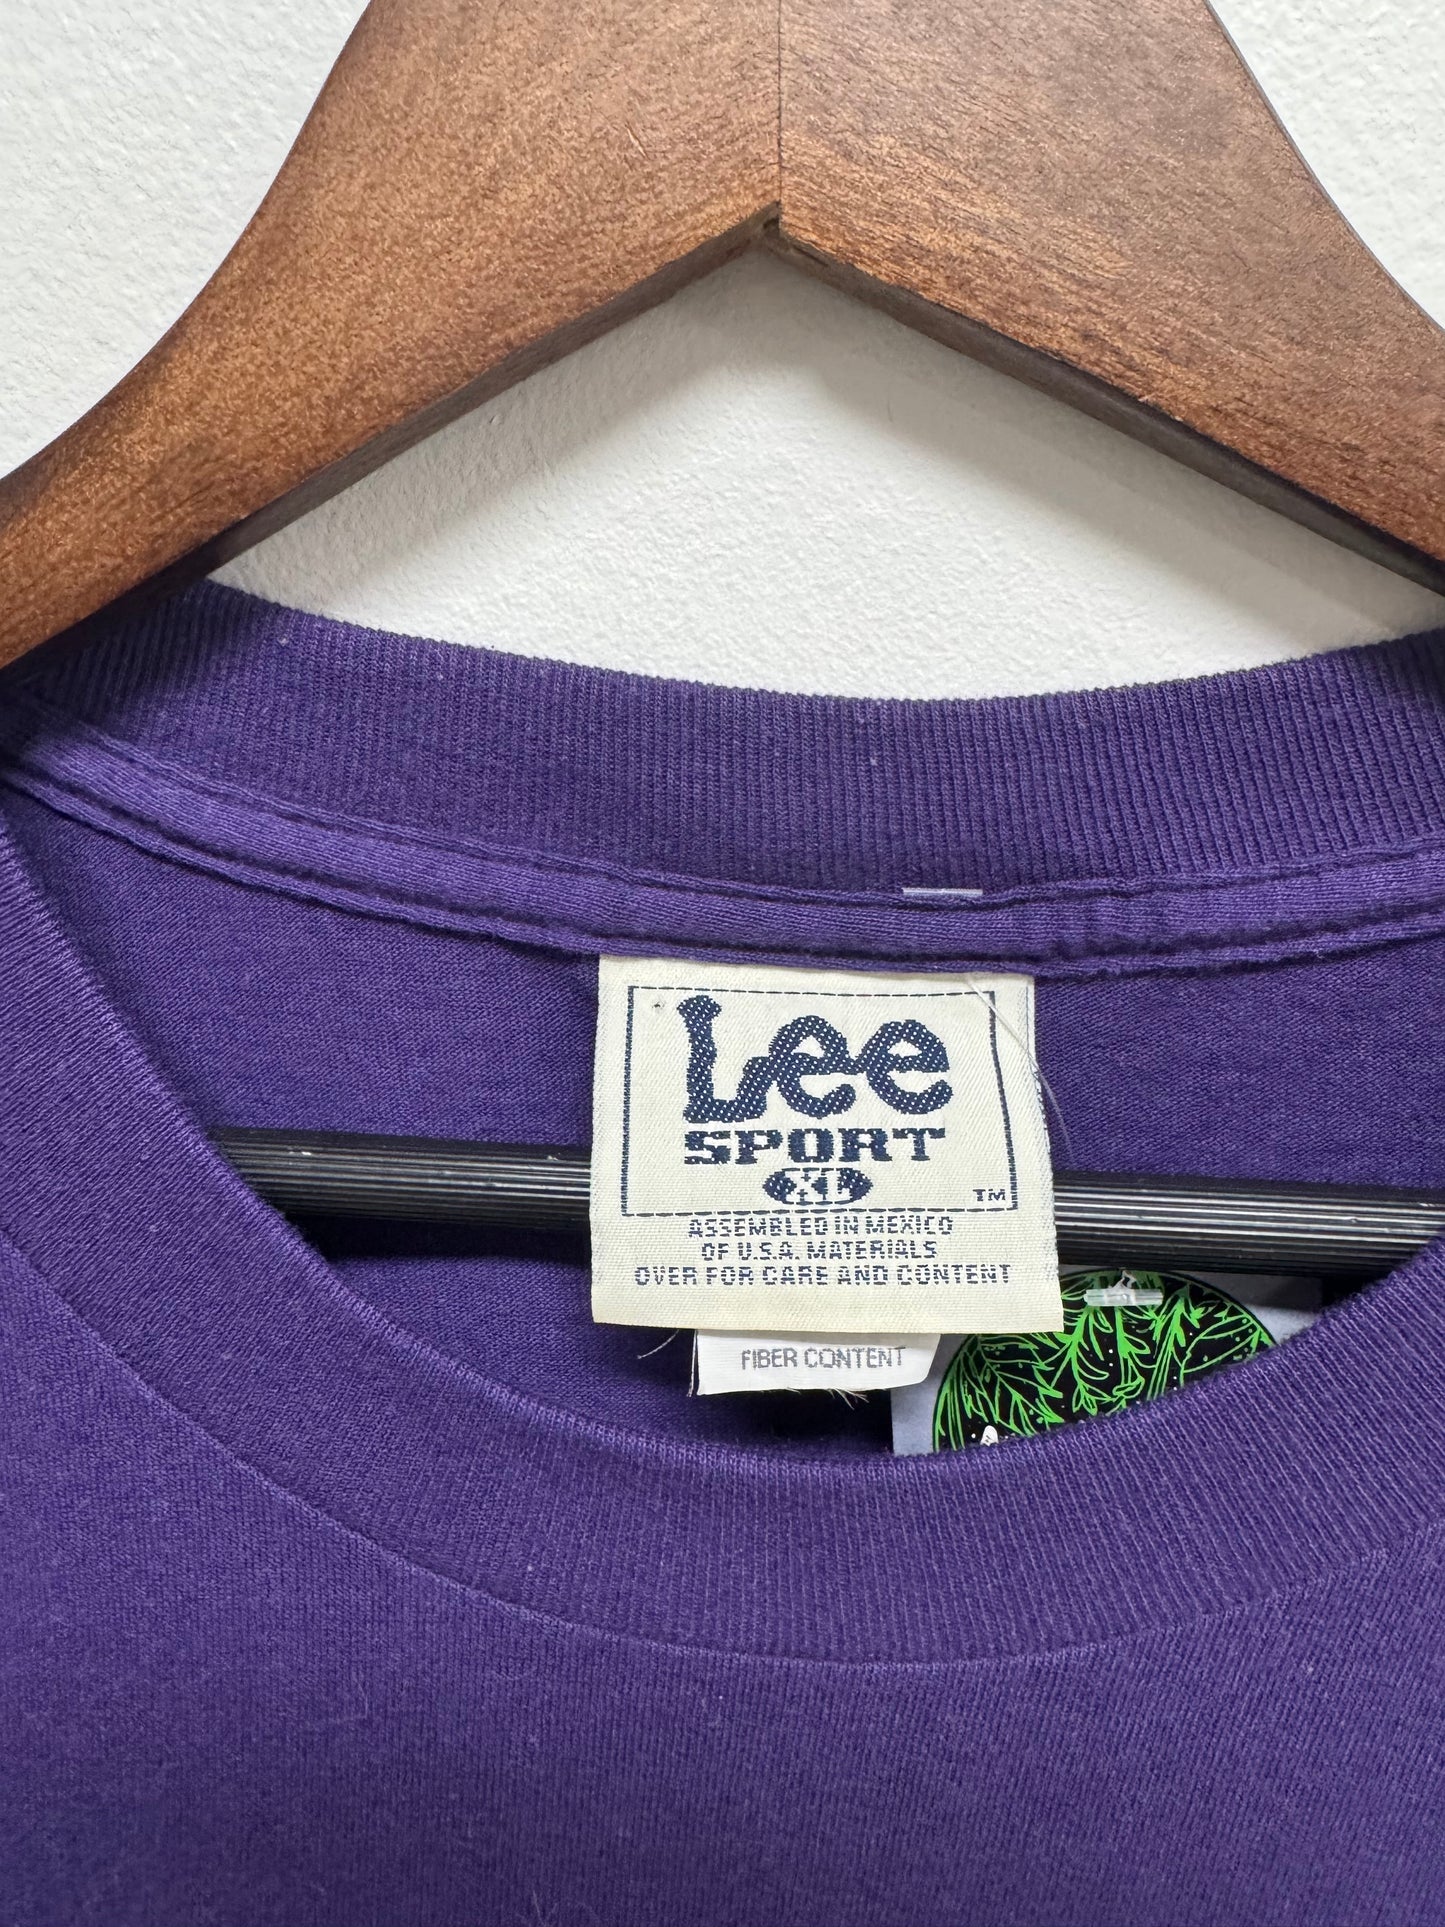 Lee
SPORT
XL
TM
ASSEMBLED IN MEXICO
OF U.S.A. MATERIALS
OVER FOR CARE AND CONTENT
FIBER CONTENT